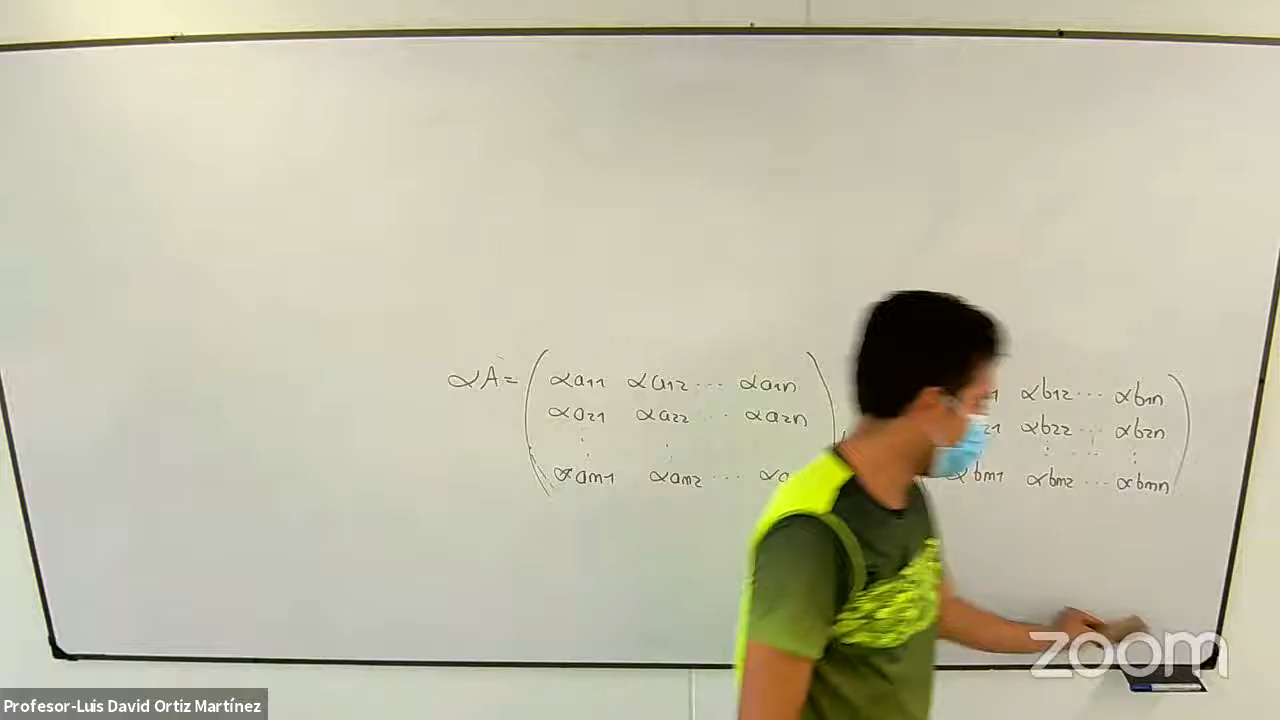 αA= ( αa11 αa12 ... αa1n ) αb12 ... αb1n )
αa21 αa22 ... αa2n αb22 ... αb2n
αam1 αam2 ... αbm1 αbm2 ... αbmn
zoom
Profesor-Luis David Ortiz Martínez